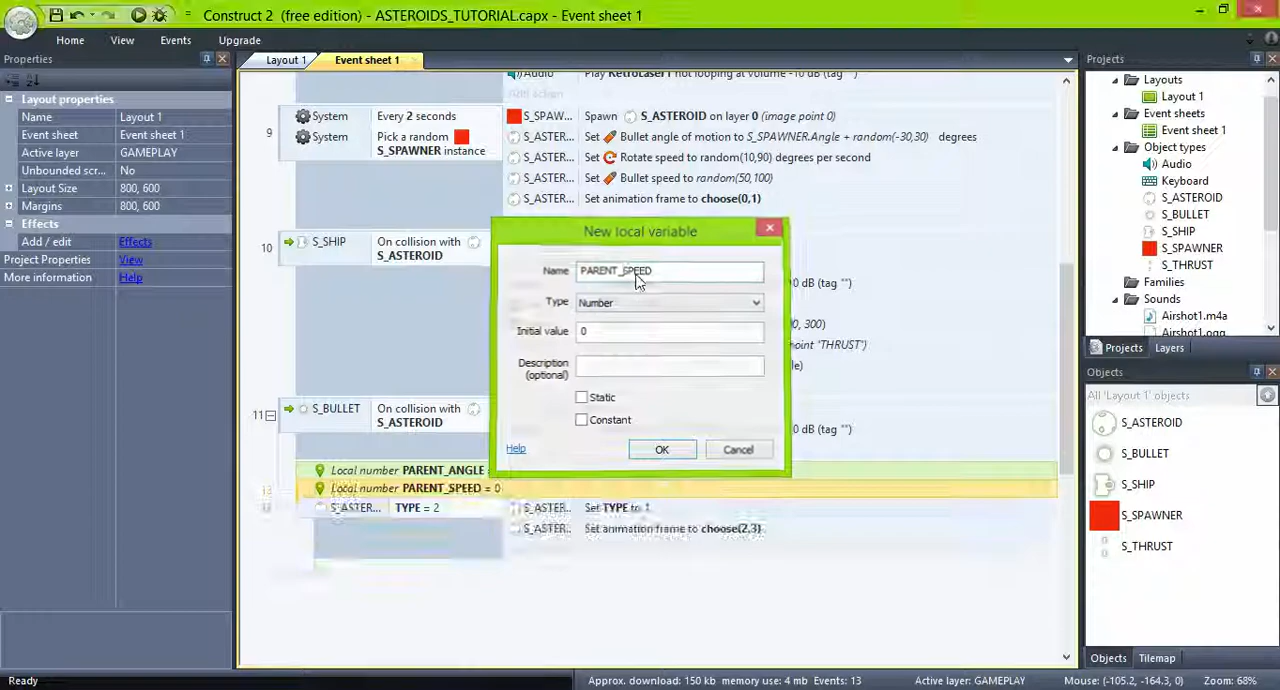 Construct 2 (free edition) - ASTEROIDS_TUTORIAL.capx - Event sheet 1
Home View Events Upgrade
Properties
Layout properties
Name Layout 1
Event sheet Event sheet 1
Active layer GAMEPLAY
Unbounded scr... No
Layout Size 800, 600
Margins 800, 600
Effects
Add / edit Effects
Project Properties View
More information Help
Layout 1 Event sheet 1
Audio Play RetroLaser1 not looping at volume -10 dB (tag "")
Add action
9
System Every 2 seconds
System Pick a random
S_SPAWNER instance
S_SPAW... Spawn S_ASTEROID on layer 0 (image point 0)
S_ASTER... Set Bullet angle of motion to S_SPAWNER.Angle + random(-30,30) degrees
S_ASTER... Set Rotate speed to random(10,90) degrees per second
S_ASTER... Set Bullet speed to random(50,100)
S_ASTER... Set animation frame to choose(0,1)
10
S_SHIP On collision with
S_ASTEROID
0 dB (tag "")
0, 300)
point 'THRUST')
le)
11
S_BULLET On collision with
S_ASTEROID
0 dB (tag "")
Local number PARENT_ANGLE
Local number PARENT_SPEED = 0
S_ASTER... TYPE = 2
S_ASTER... Set TYPE to 1
S_ASTER... Set animation frame to choose(2,3)
New local variable
Name PARENT_SPEED
Type Number
Initial value 0
Description
(optional)
Static
Constant
Help OK Cancel
Projects
Layouts
Layout 1
Event sheets
Event sheet 1
Object types
Audio
Keyboard
S_ASTEROID
S_BULLET
S_SHIP
S_SPAWNER
S_THRUST
Families
Sounds
Airshot1.m4a
Airshot1.ogg
Projects Layers
Objects
All 'Layout 1' objects
S_ASTEROID
S_BULLET
S_SHIP
S_SPAWNER
S_THRUST
Objects Tilemap
Ready Approx. download: 150 kb memory use: 4 mb Events: 13 Active layer: GAMEPLAY Mouse: (-105.2, -164.3, 0) Zoom: 68%